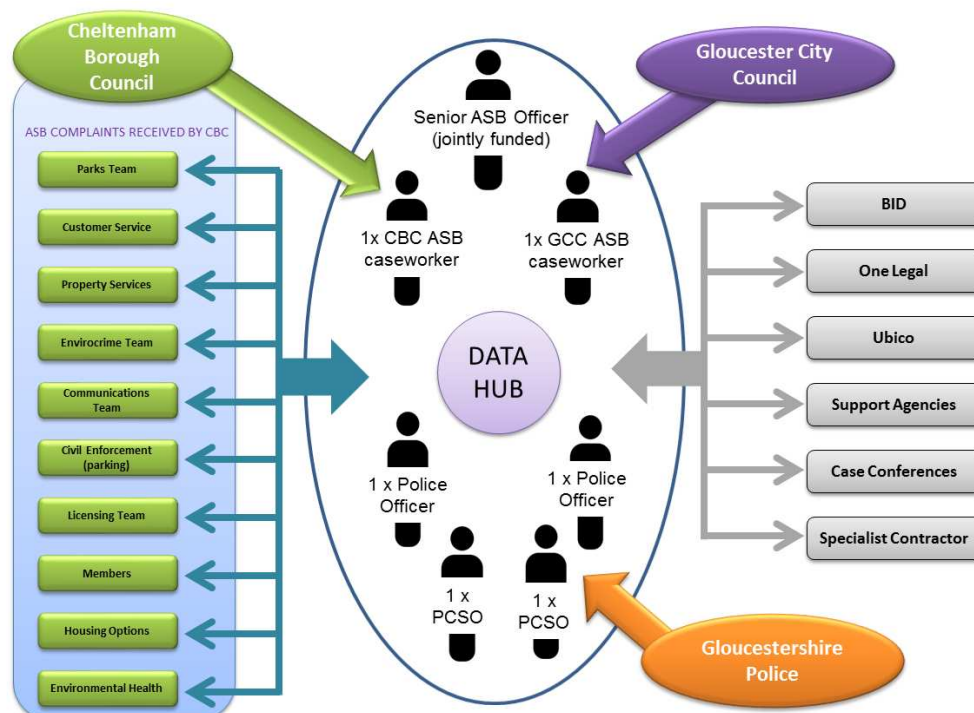 Cheltenham
Borough
Council
ASB COMPLAINTS RECEIVED BY CBC
Parks Team
Customer Service
Property Services
Envirocrime Team
Communications
Team
Civil Enforcement
(parking)
Licensing Team
Members
Housing Options
Environmental Health
Senior ASB Officer
(jointly funded)
1x CBC ASB
caseworker
1x GCC ASB
caseworker
DATA
HUB
1 x Police
Officer
1 x Police
Officer
1 x
PCSO
1 x
PCSO
Gloucester City
Council
BID
One Legal
Ubico
Support Agencies
Case Conferences
Specialist Contractor
Gloucestershire
Police